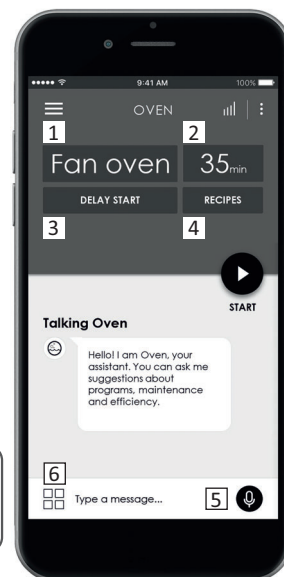 9:41 AM
100%
OVEN
1
2
Fan oven
35min
DELAY START
RECIPES
3
4
START
Talking Oven
Hello! I am Oven, your
assistant. You can ask me
suggestions about
programs, maintenance
and efficiency.
6
Type a message...
5